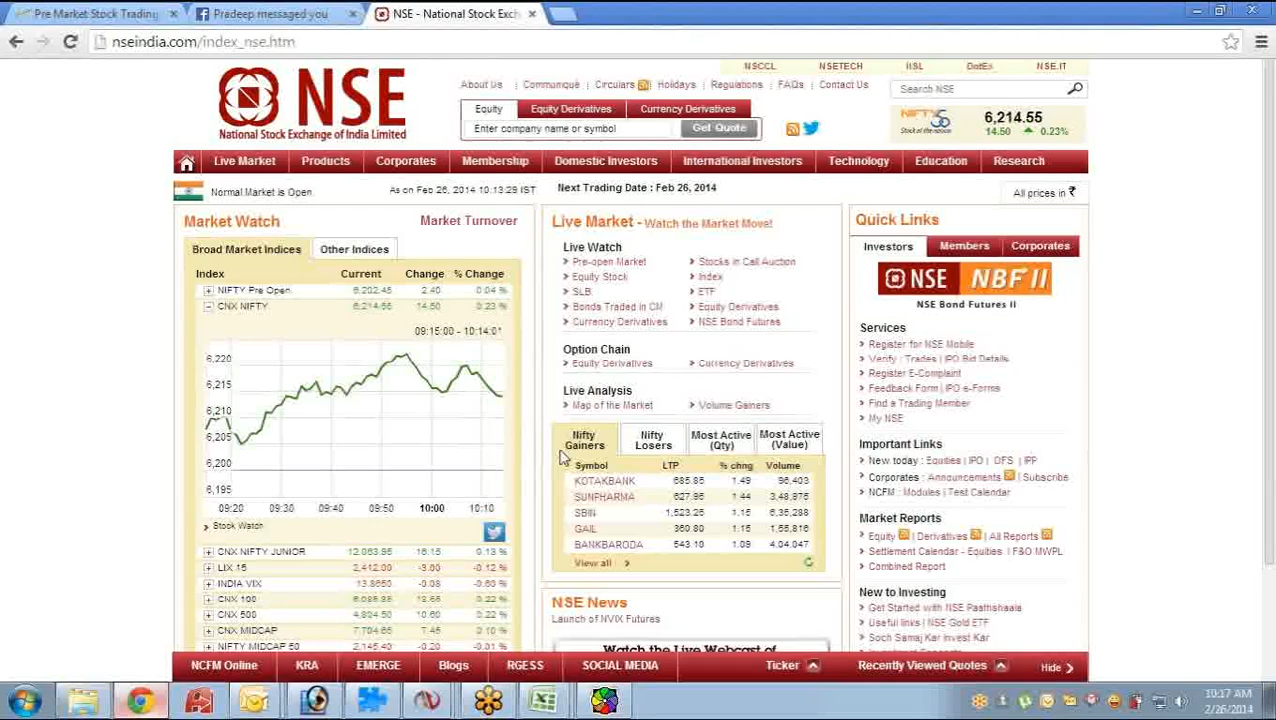 Pre Market Stock Trading
Pradeep messaged you
NSE - National Stock Exch
nseindia.com/index_nse.htm
NSCCL NSETECH IISL DotEx NSE.IT
About Us Communiqué Circulars Holidays Regulations FAQs Contact Us
Search NSE
NSE
National Stock Exchange of India Limited
Equity Equity Derivatives Currency Derivatives
Enter company name or symbol Get Quote
NIFTY 50
Stock of the nation
6,214.55
14.50 0.23%
Live Market Products Corporates Membership Domestic Investors International Investors Technology Education Research
Normal Market is Open. As on Feb 26, 2014 10:13:29 IST Next Trading Date : Feb 26, 2014 All prices in ₹
Market Watch Market Turnover
Broad Market Indices Other Indices
Index Current Change % Change
NIFTY Pre Open 6,202.45 2.40 0.04 %
CNX NIFTY 6,214.55 14.50 0.23 %
09:15:00 - 10:14:0
6,220
6,215
6,210
6,205
6,200
6,195
09:20 09:30 09:40 09:50 10:00 10:10
Stock Watch
CNX NIFTY JUNIOR 12,063.95 16.15 0.13 %
LIX 15 2,412.00 -3.00 -0.12 %
INDIA VIX 13.8650 -0.08 -0.60 %
CNX 100 0.22 %
CNX 500 4,804.50 10.60 0.22 %
CNX MIDCAP 7,704.65 7.45 0.10 %
NIFTY MIDCAP 50 2,145.40 -0.20 -0.01 %
Live Market - Watch the Market Move!
Live Watch
Pre-open Market Stocks in Call Auction
Equity Stock Index
SLB ETF
Bonds Traded in CM Equity Derivatives
Currency Derivatives NSE Bond Futures
Option Chain
Equity Derivatives Currency Derivatives
Live Analysis
Map of the Market Volume Gainers
Nifty Gainers Nifty Losers Most Active (Qty) Most Active (Value)
Symbol LTP % chng Volume
KOTAKBANK 685.85 1.49 96,403
SUNPHARMA 627.95 1.44 3,48,975
SBIN 1,523.25 1.15 6,35,288
GAIL 360.80 1.15 1,55,816
BANKBARODA 543.10 1.09 4,04,047
View all
NSE News
Launch of NVIX Futures
Watch the Live Webcast of
Quick Links
Investors Members Corporates
NSE NBF II
NSE Bond Futures II
Services
Register for NSE Mobile
Verify : Trades | IPO Bid Details
Register E-Complaint
Feedback Form | IPO e-Forms
Find a Trading Member
My NSE
Important Links
New today : Equities | IPO | OFS | IPP
Corporates : Announcements | Subscribe
NCFM : Modules | Test Calendar
Market Reports
Equity | Derivatives | All Reports
Settlement Calendar - Equities | F&O MWPL
Combined Report
New to Investing
Get Started with NSE Paathshaala
Useful links | NSE Gold ETF
Soch Samaj Kar Invest Kar
NCFM Online KRA EMERGE Blogs RGESS SOCIAL MEDIA Ticker Recently Viewed Quotes Hide
10:17 AM
2/26/2014